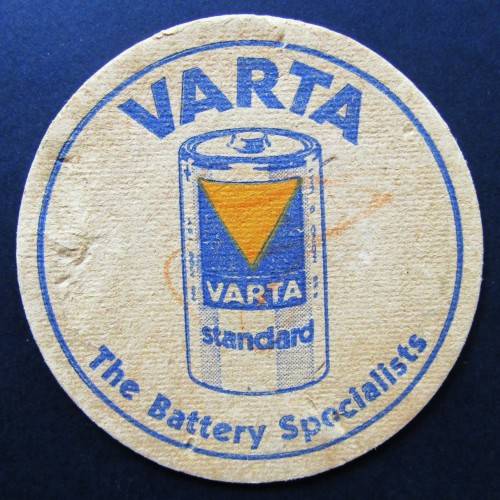 VARTA
VARTA
standard
The Battery Specialists